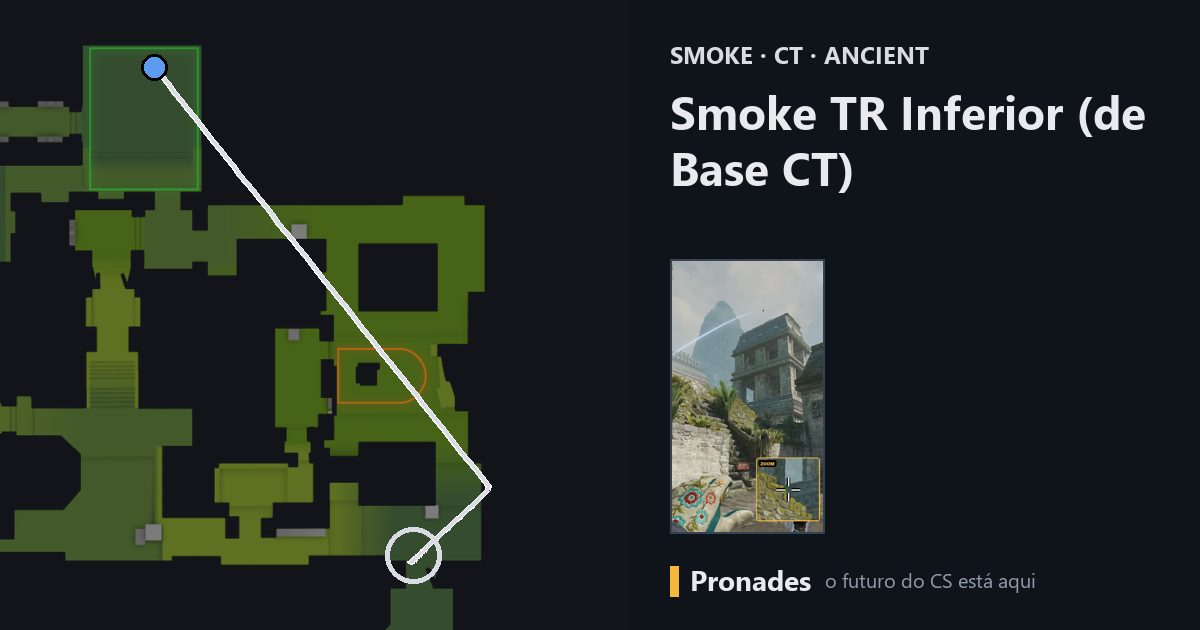 SMOKE · CT · ANCIENT
Smoke TR Inferior (de
Base CT)
ZOOM
Pronades o futuro do CS está aqui